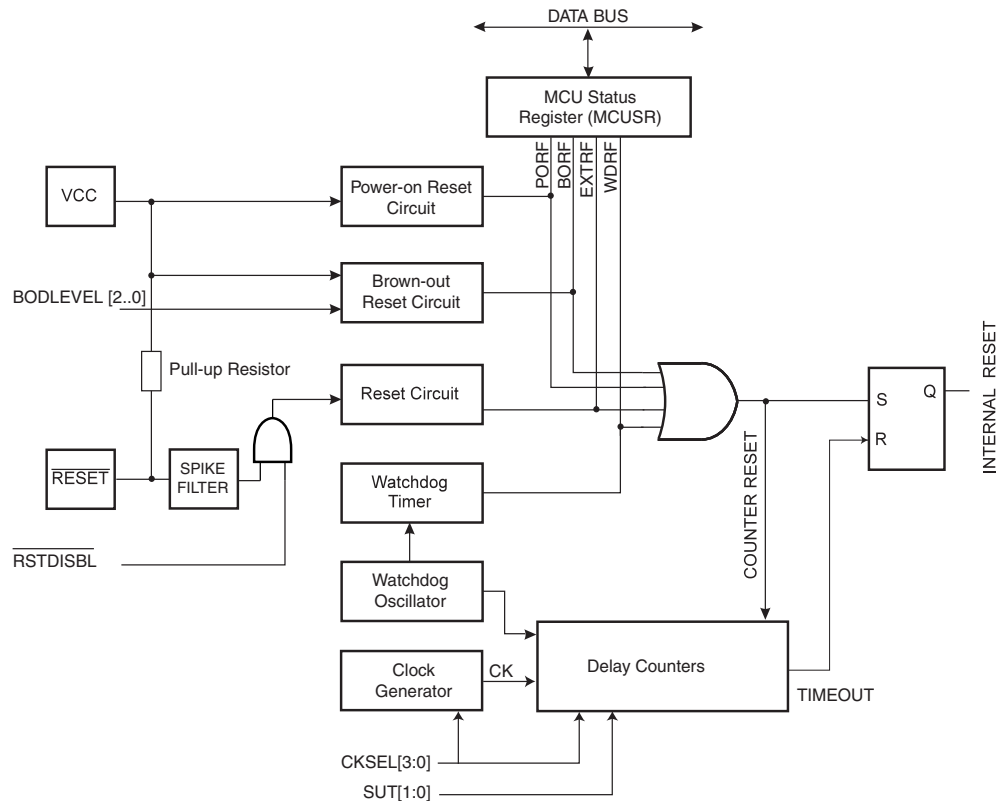 DATA BUS
MCU Status
Register (MCUSR)
PORF
BORF
EXTRF
WDRF
VCC
Power-on Reset
Circuit
BODLEVEL [2..0]
Brown-out
Reset Circuit
Pull-up Resistor
Reset Circuit
S
Q
R
INTERNAL RESET
RESET
SPIKE
FILTER
COUNTER RESET
Watchdog
Timer
RSTDISBL
Watchdog
Oscillator
Clock
Generator
CK
Delay Counters
TIMEOUT
CKSEL[3:0]
SUT[1:0]